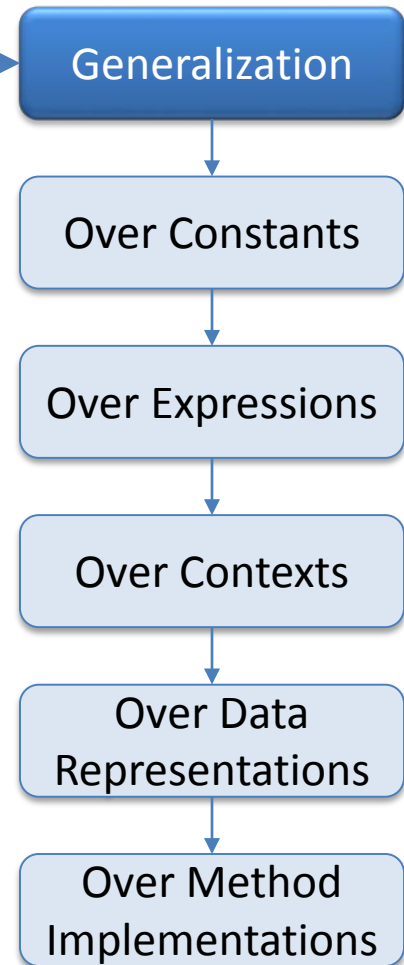 Generalization
Over Constants
Over Expressions
Over Contexts
Over Data
Representations
Over Method
Implementations